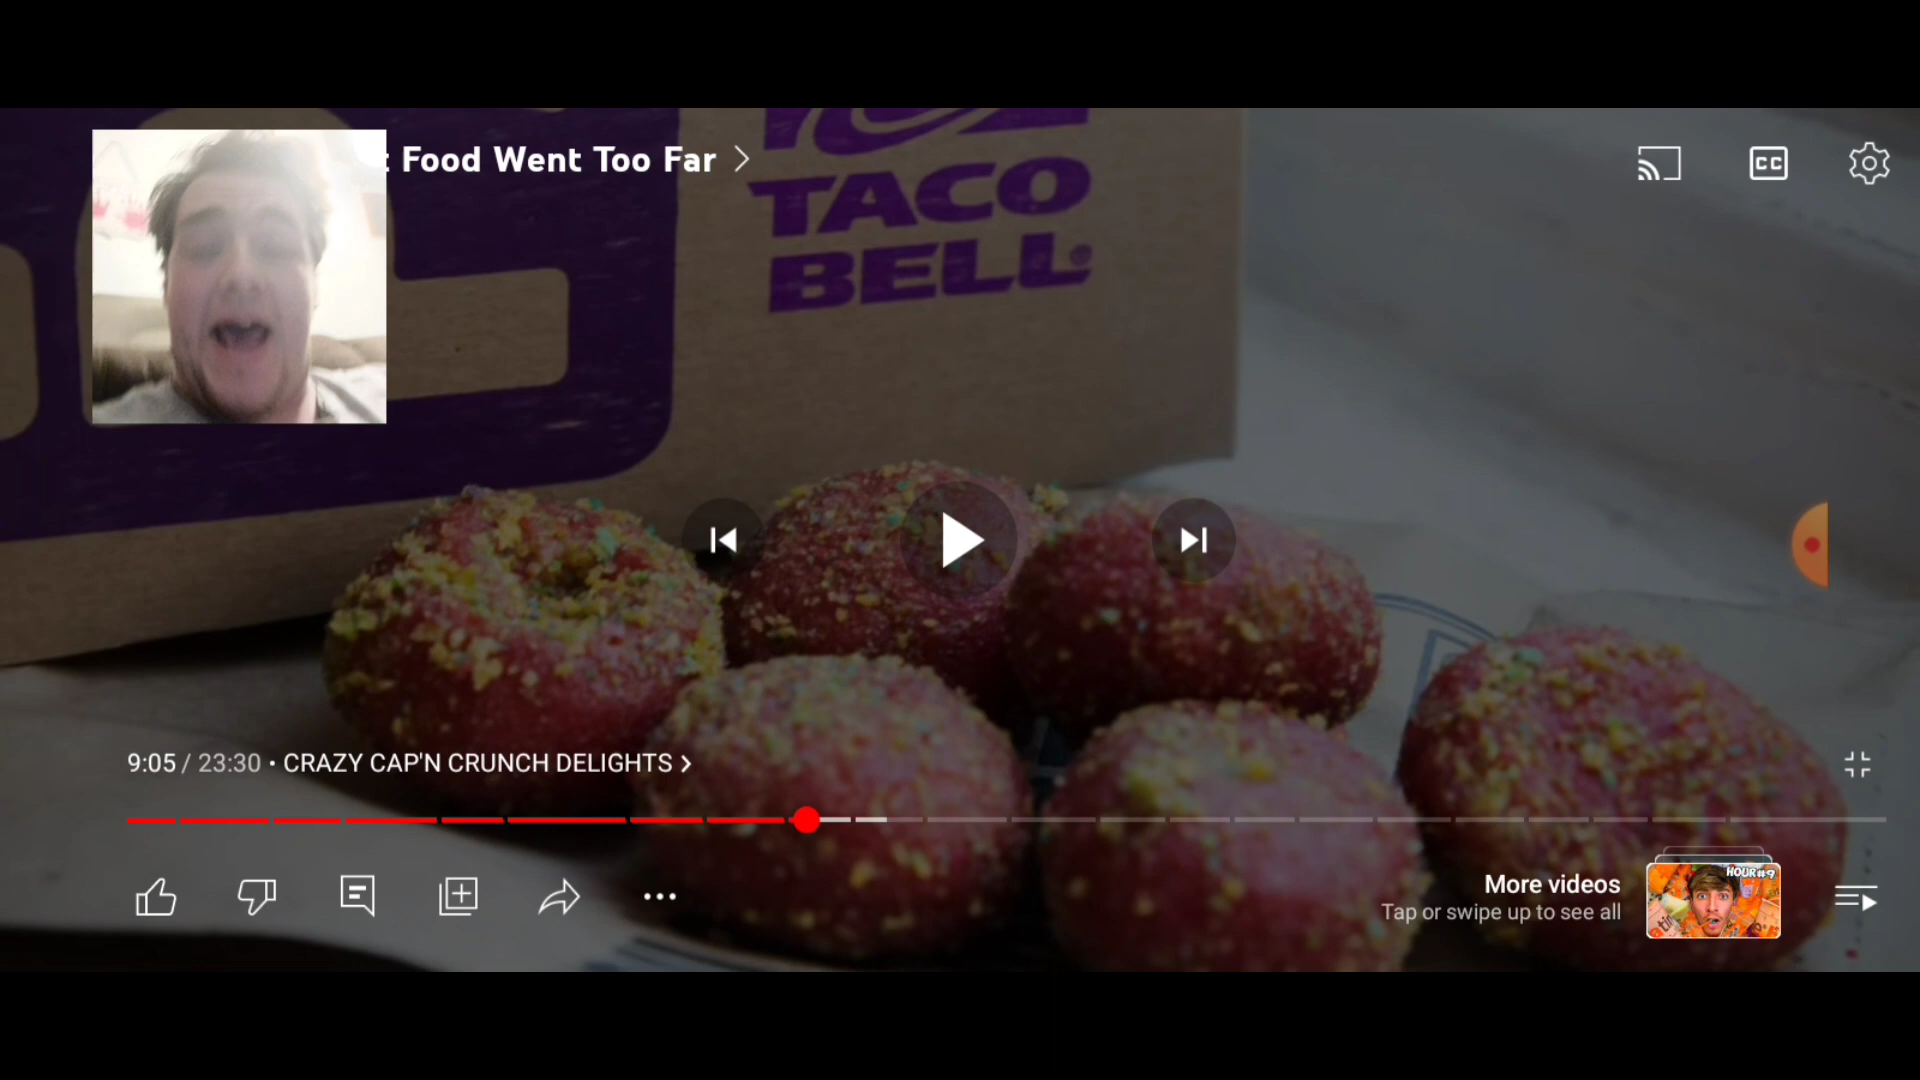 : Food Went Too Far
CC
TACO
BELL
9:05 / 23:30 • CRAZY CAP'N CRUNCH DELIGHTS
HOUR#9
More videos
Tap or swipe up to see all